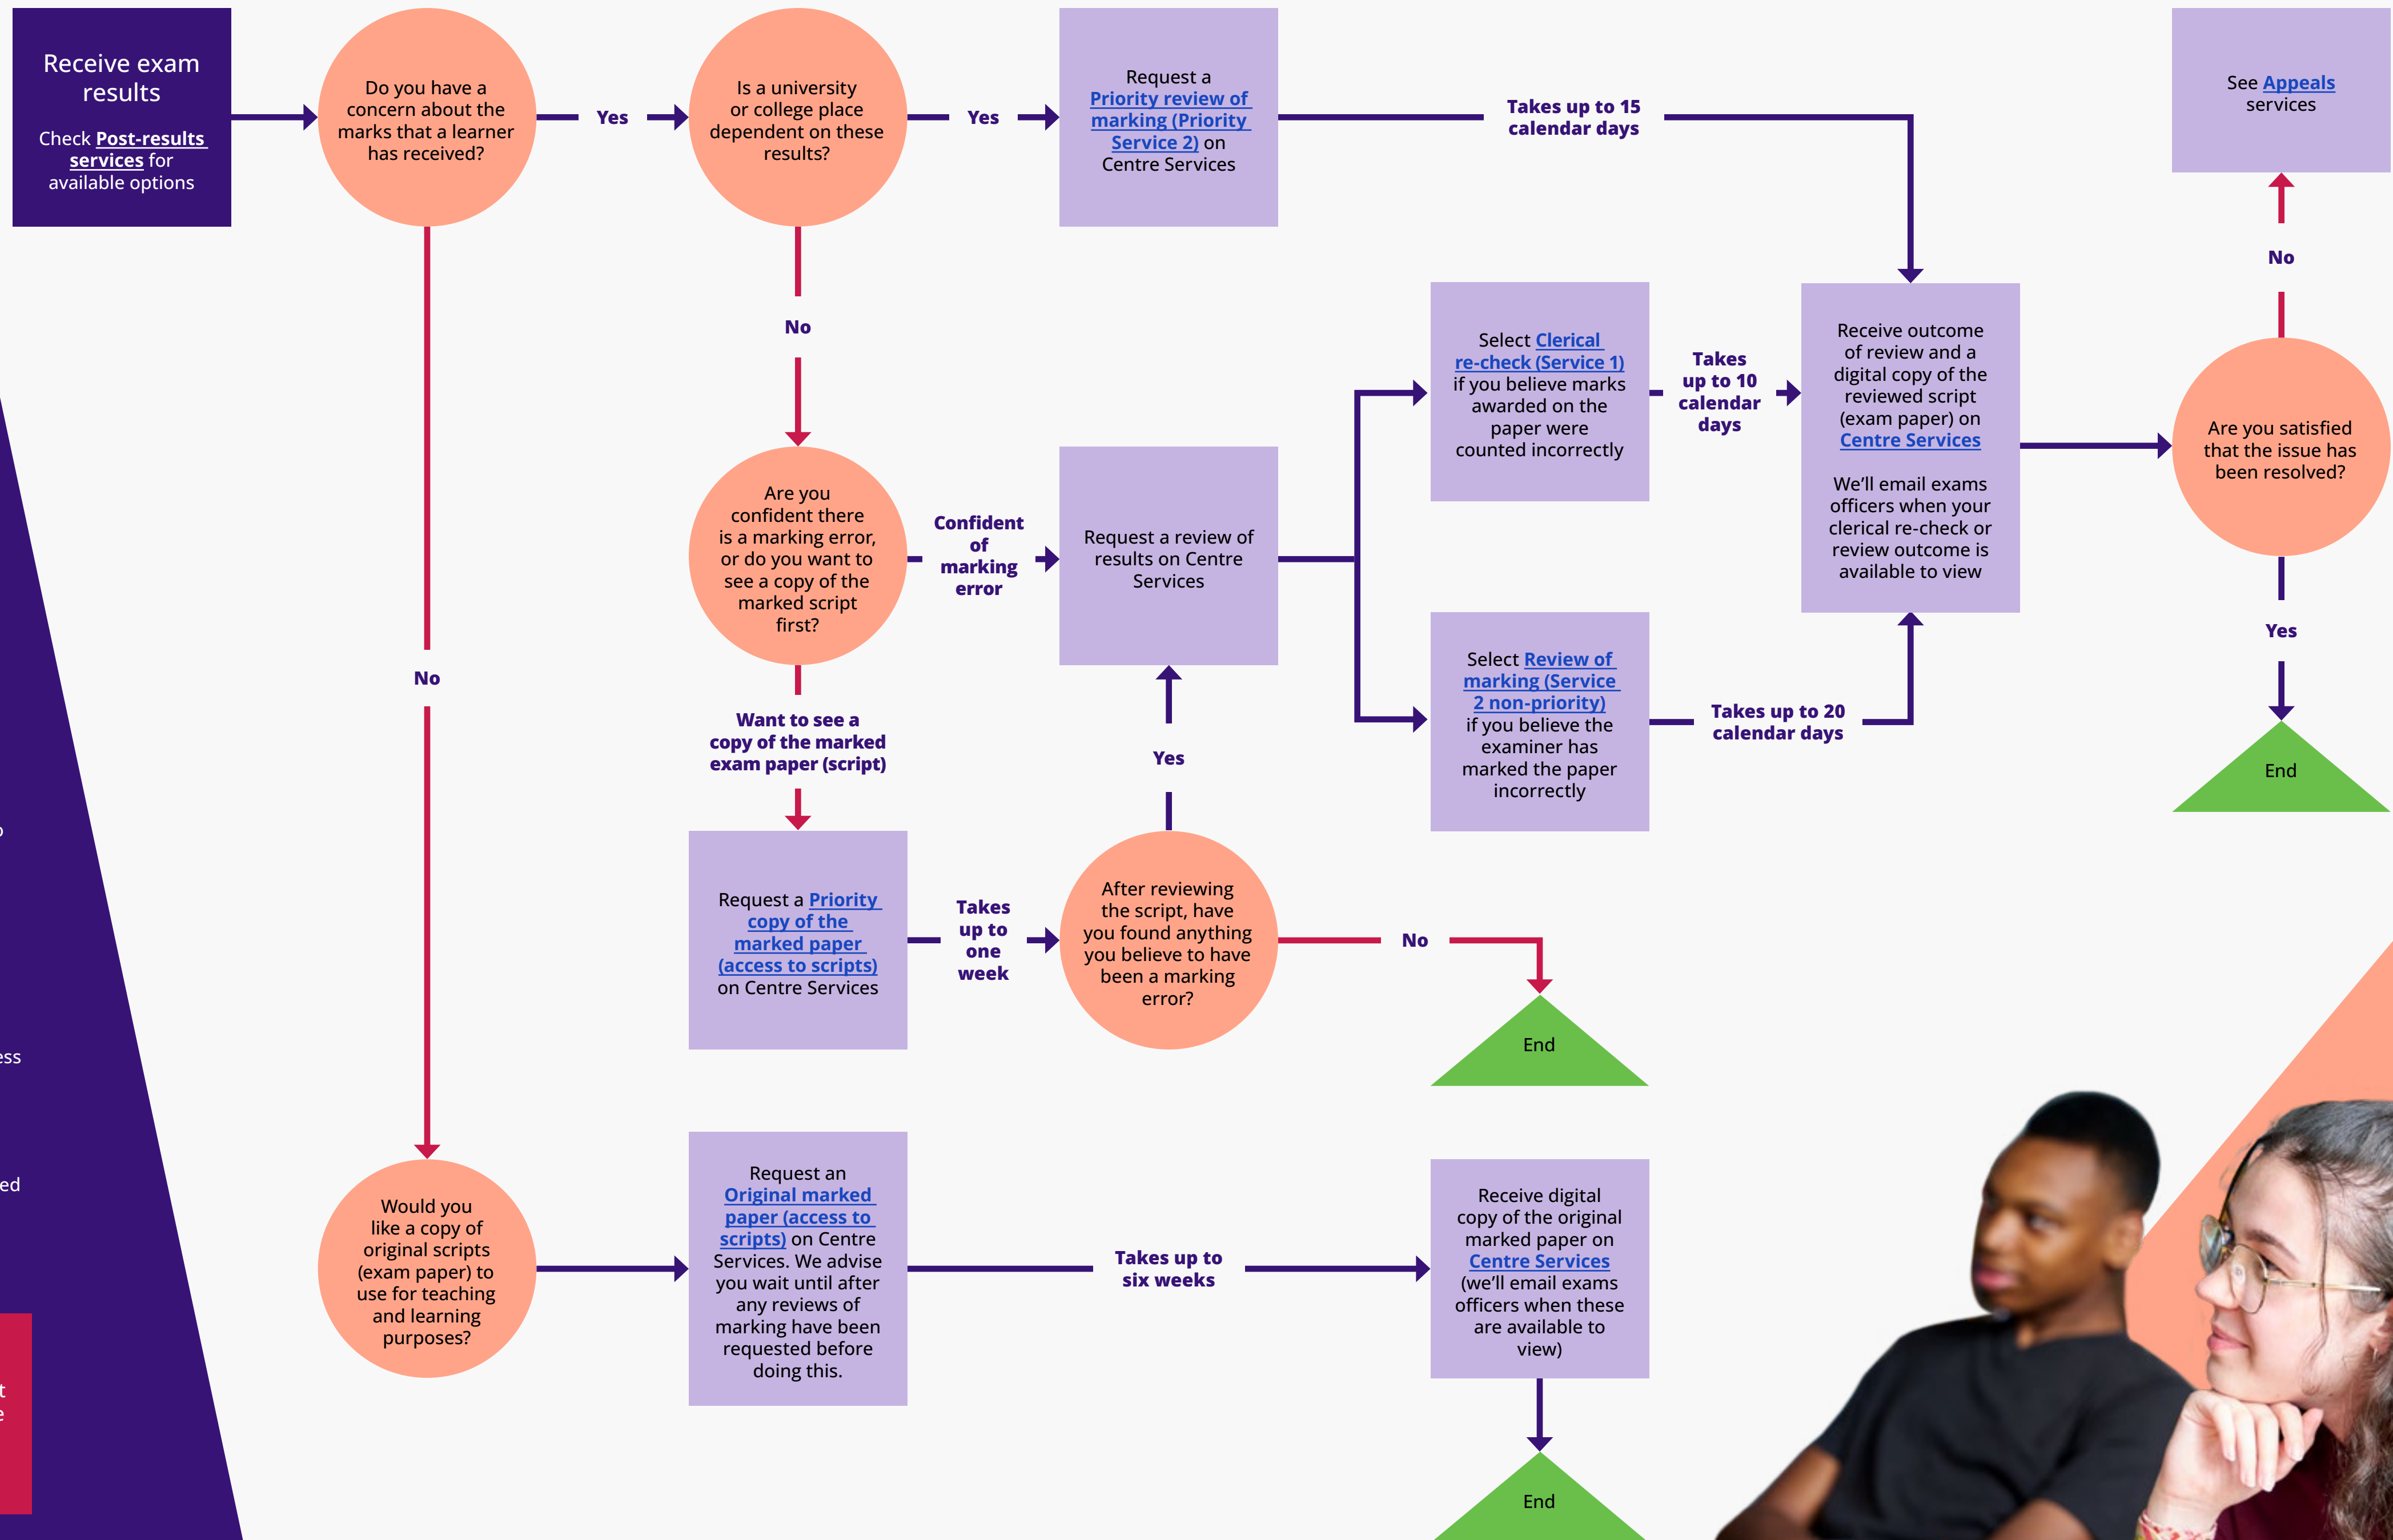 Receive exam
results
Check Post-results
services for
available options
Do you have a
concern about the
marks that a learner
has received?
Yes
Is a university
or college place
dependent on these
results?
Yes
Request a
Priority review of
marking (Priority
Service 2) on
Centre Services
Takes up to 15
calendar days
See Appeals
services
No
No
Select Clerical
re-check (Service 1)
if you believe marks
awarded on the
paper were
counted incorrectly
Takes
up to 10
calendar
days
Receive outcome
of review and a
digital copy of the
reviewed script
(exam paper) on
Centre Services
We’ll email exams
officers when your
clerical re-check or
review outcome is
available to view
Are you satisfied
that the issue has
been resolved?
Are you
confident there
is a marking error,
or do you want to
see a copy of the
marked script
first?
Confident
of
marking
error
Request a review of
results on Centre
Services
Yes
End
No
Want to see a
copy of the marked
exam paper (script)
Yes
Select Review of
marking (Service
2 non-priority)
if you believe the
examiner has
marked the paper
incorrectly
Takes up to 20
calendar days
Request a Priority
copy of the
marked paper
(access to scripts)
on Centre Services
Takes
up to
one
week
After reviewing
the script, have
you found anything
you believe to have
been a marking
error?
No
End
Would you
like a copy of
original scripts
(exam paper) to
use for teaching
and learning
purposes?
Request an
Original marked
paper (access to
scripts) on Centre
Services. We advise
you wait until after
any reviews of
marking have been
requested before
doing this.
Takes up to
six weeks
Receive digital
copy of the original
marked paper on
Centre Services
(we’ll email exams
officers when these
are available to
view)
End